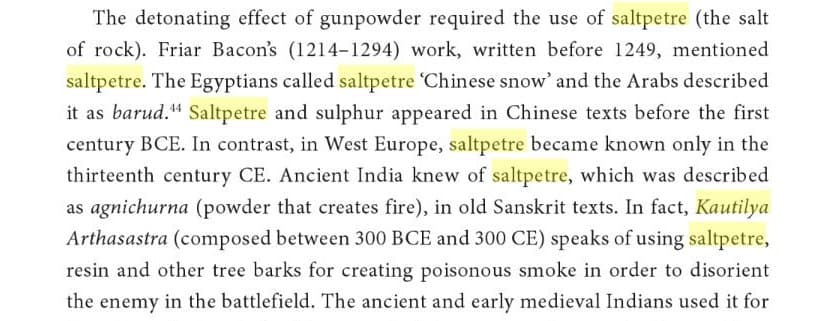 The detonating effect of gunpowder required the use of saltpetre (the salt
of rock). Friar Bacon’s (1214–1294) work, written before 1249, mentioned
saltpetre. The Egyptians called saltpetre ‘Chinese snow’ and the Arabs described
it as barud.⁴⁴ Saltpetre and sulphur appeared in Chinese texts before the first
century BCE. In contrast, in West Europe, saltpetre became known only in the
thirteenth century CE. Ancient India knew of saltpetre, which was described
as agnichurna (powder that creates fire), in old Sanskrit texts. In fact, Kautilya
Arthasastra (composed between 300 BCE and 300 CE) speaks of using saltpetre,
resin and other tree barks for creating poisonous smoke in order to disorient
the enemy in the battlefield. The ancient and early medieval Indians used it for